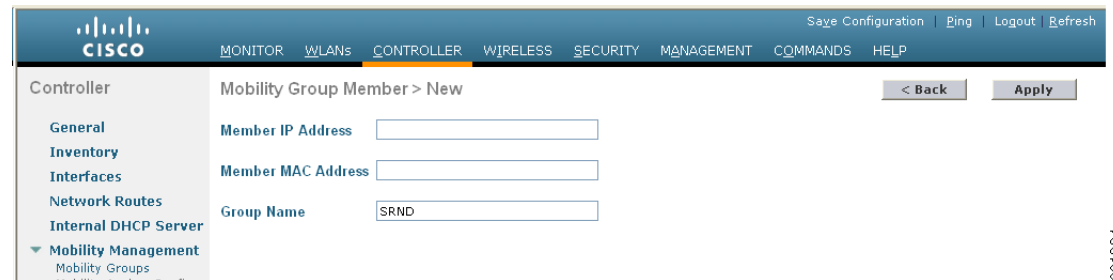 Save Configuration | Ping | Logout | Refresh
CISCO
MONITOR WLANs CONTROLLER WIRELESS SECURITY MANAGEMENT COMMANDS HELP
Controller
Mobility Group Member > New
< Back
Apply
General
Inventory
Interfaces
Network Routes
Internal DHCP Server
Mobility Management
Mobility Groups
Member IP Address
Member MAC Address
Group Name SRND